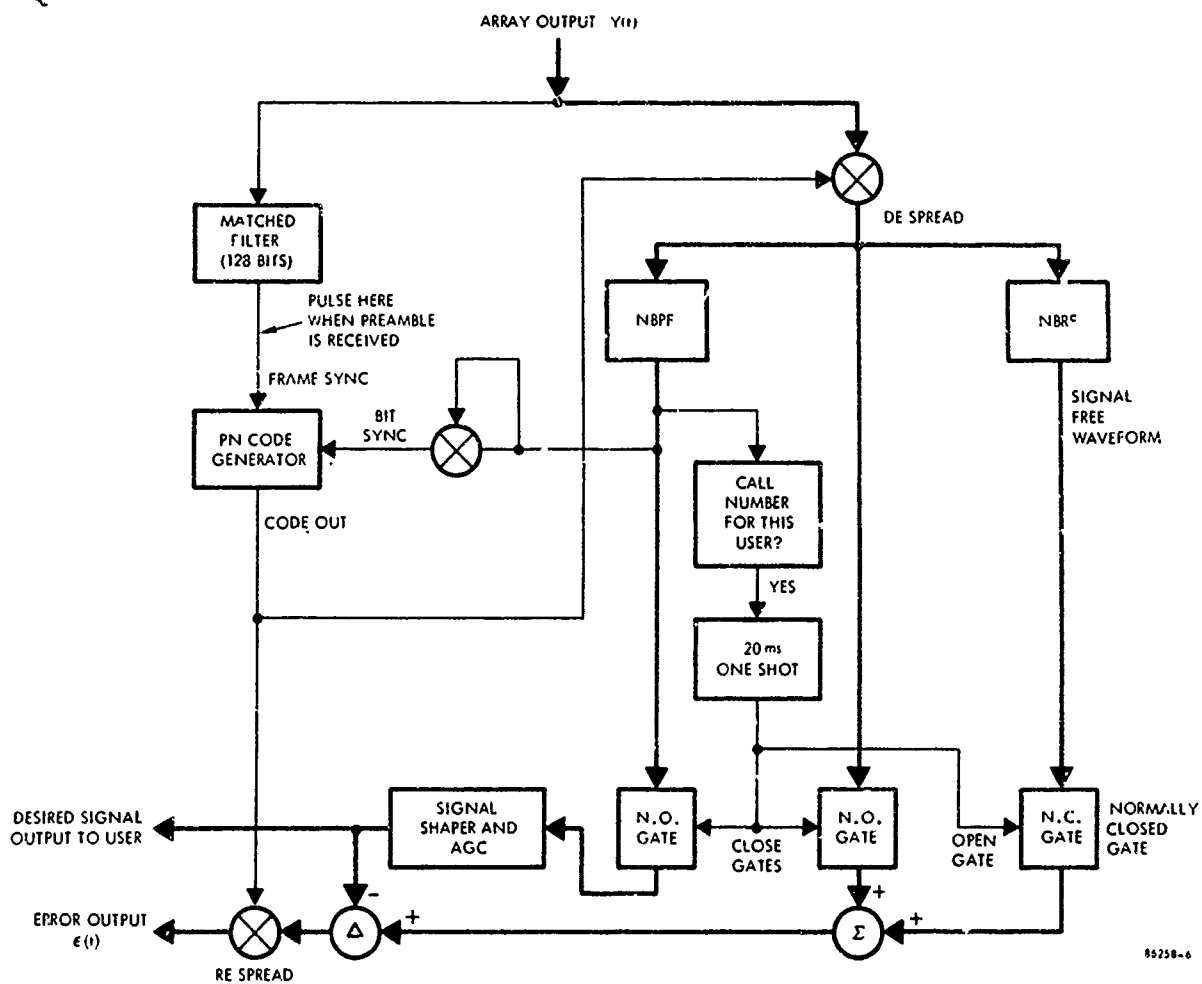 ARRAY OUTPUT Y(t)
DE SPREAD
MATCHED
FILTER
(128 BITS)
PULSE HERE
WHEN PREAMBLE
IS RECEIVED
NBPF
NBRF
FRAME SYNC
SIGNAL
FREE
WAVEFORM
BIT
SYNC
PN CODE
GENERATOR
CALL
NUMBER
FOR THIS
USER?
CODE OUT
YES
20 ms
ONE SHOT
DESIRED SIGNAL
OUTPUT TO USER
SIGNAL
SHAPER AND
AGC
N.O.
GATE
CLOSE
GATES
N.O.
GATE
OPEN
GATE
N.C.
GATE
NORMALLY
CLOSED
GATE
-
+
ERROR OUTPUT
ϵ(t)
Δ
+
Σ
+
RE SPREAD
85258-6